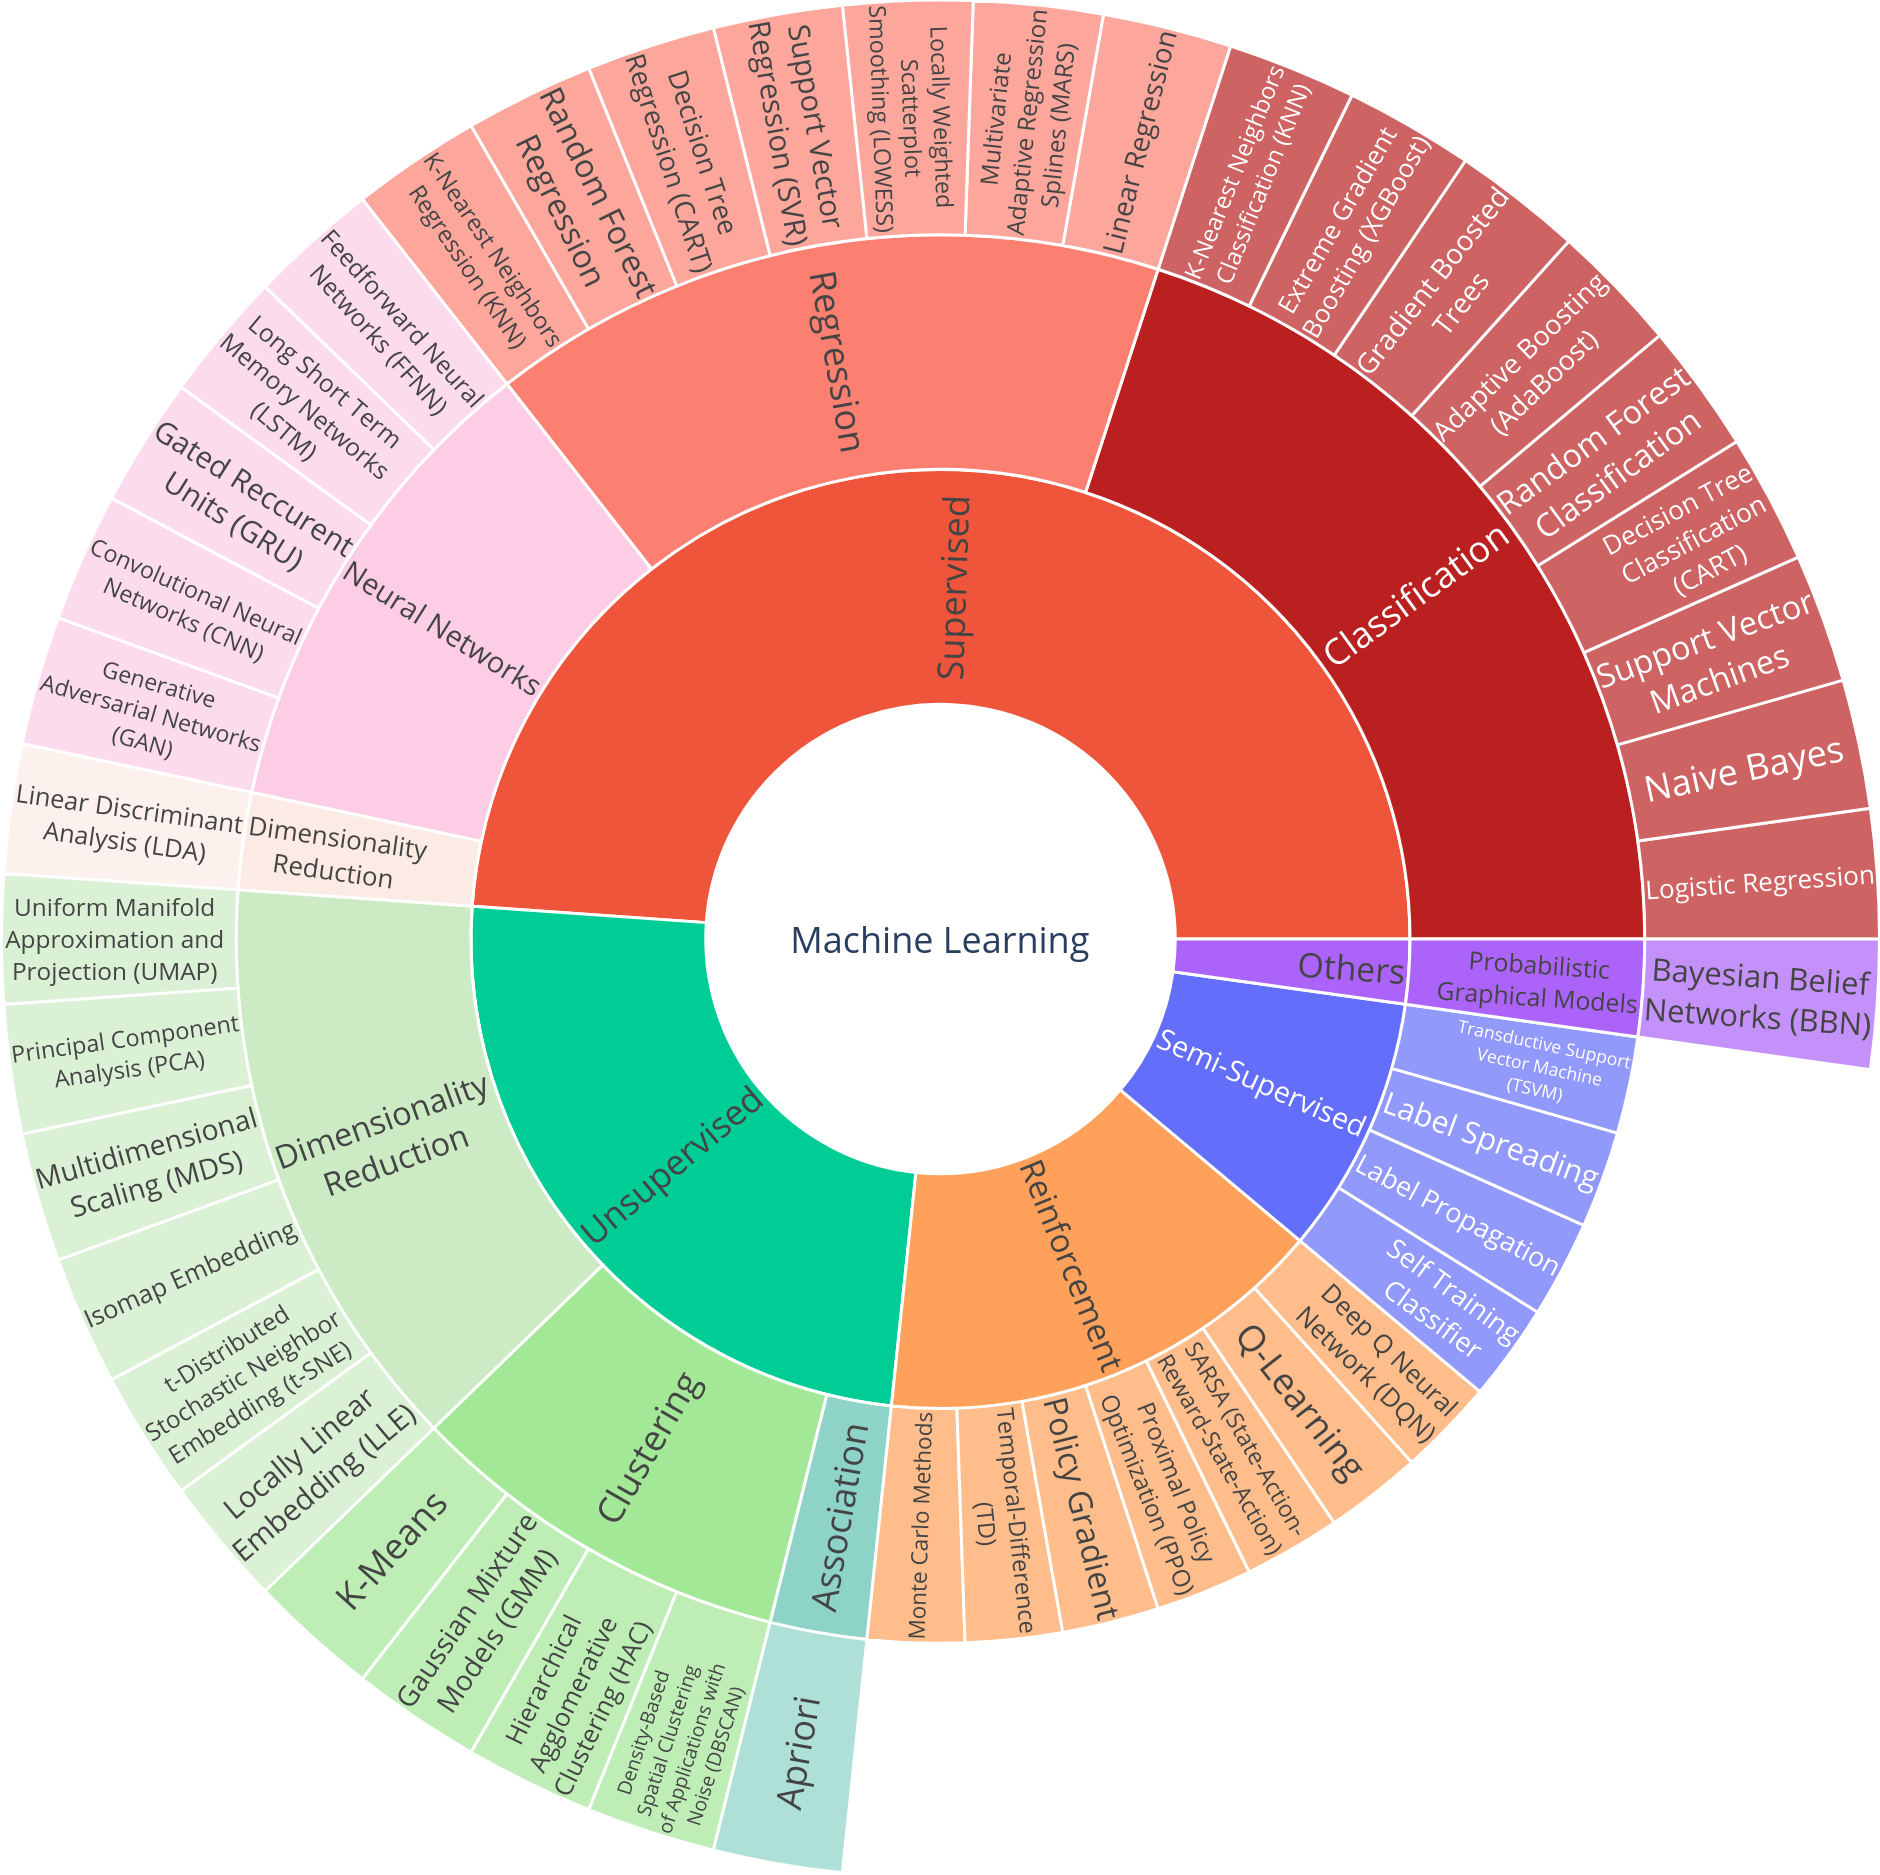 Machine Learning
Supervised
Classification
K-Nearest Neighbors
Classification (KNN)
Extreme Gradient
Boosting (XGBoost)
Gradient Boosted
Trees
Adaptive Boosting
(AdaBoost)
Random Forest
Classification
Decision Tree
Classification
(CART)
Support Vector
Machines
Naive Bayes
Logistic Regression
Regression
Linear Regression
Multivariate
Adaptive Regression
Splines (MARS)
Locally Weighted
Scatterplot
Smoothing (LOWESS)
Support Vector
Regression (SVR)
Decision Tree
Regression (CART)
Random Forest
Regression
K-Nearest Neighbors
Regression (KNN)
Neural Networks
Feedforward Neural
Networks (FFNN)
Long Short Term
Memory Networks
(LSTM)
Gated Reccurent
Units (GRU)
Convolutional Neural
Networks (CNN)
Generative
Adversarial Networks
(GAN)
Dimensionality
Reduction
Linear Discriminant
Analysis (LDA)
Unsupervised
Dimensionality
Reduction
Uniform Manifold
Approximation and
Projection (UMAP)
Principal Component
Analysis (PCA)
Multidimensional
Scaling (MDS)
Isomap Embedding
t-Distributed
Stochastic Neighbor
Embedding (t-SNE)
Locally Linear
Embedding (LLE)
Clustering
K-Means
Gaussian Mixture
Models (GMM)
Hierarchical
Agglomerative
Clustering (HAC)
Density-Based
Spatial Clustering
of Applications with
Noise (DBSCAN)
Association
Apriori
Reinforcement
Monte Carlo Methods
Temporal-Difference
(TD)
Policy Gradient
Proximal Policy
Optimization (PPO)
SARSA (State-Action-
Reward-State-Action)
Q-Learning
Deep Q Neural
Network (DQN)
Semi-Supervised
Self Training
Classifier
Label Propagation
Label Spreading
Transductive Support
Vector Machine
(TSVM)
Others
Probabilistic
Graphical Models
Bayesian Belief
Networks (BBN)